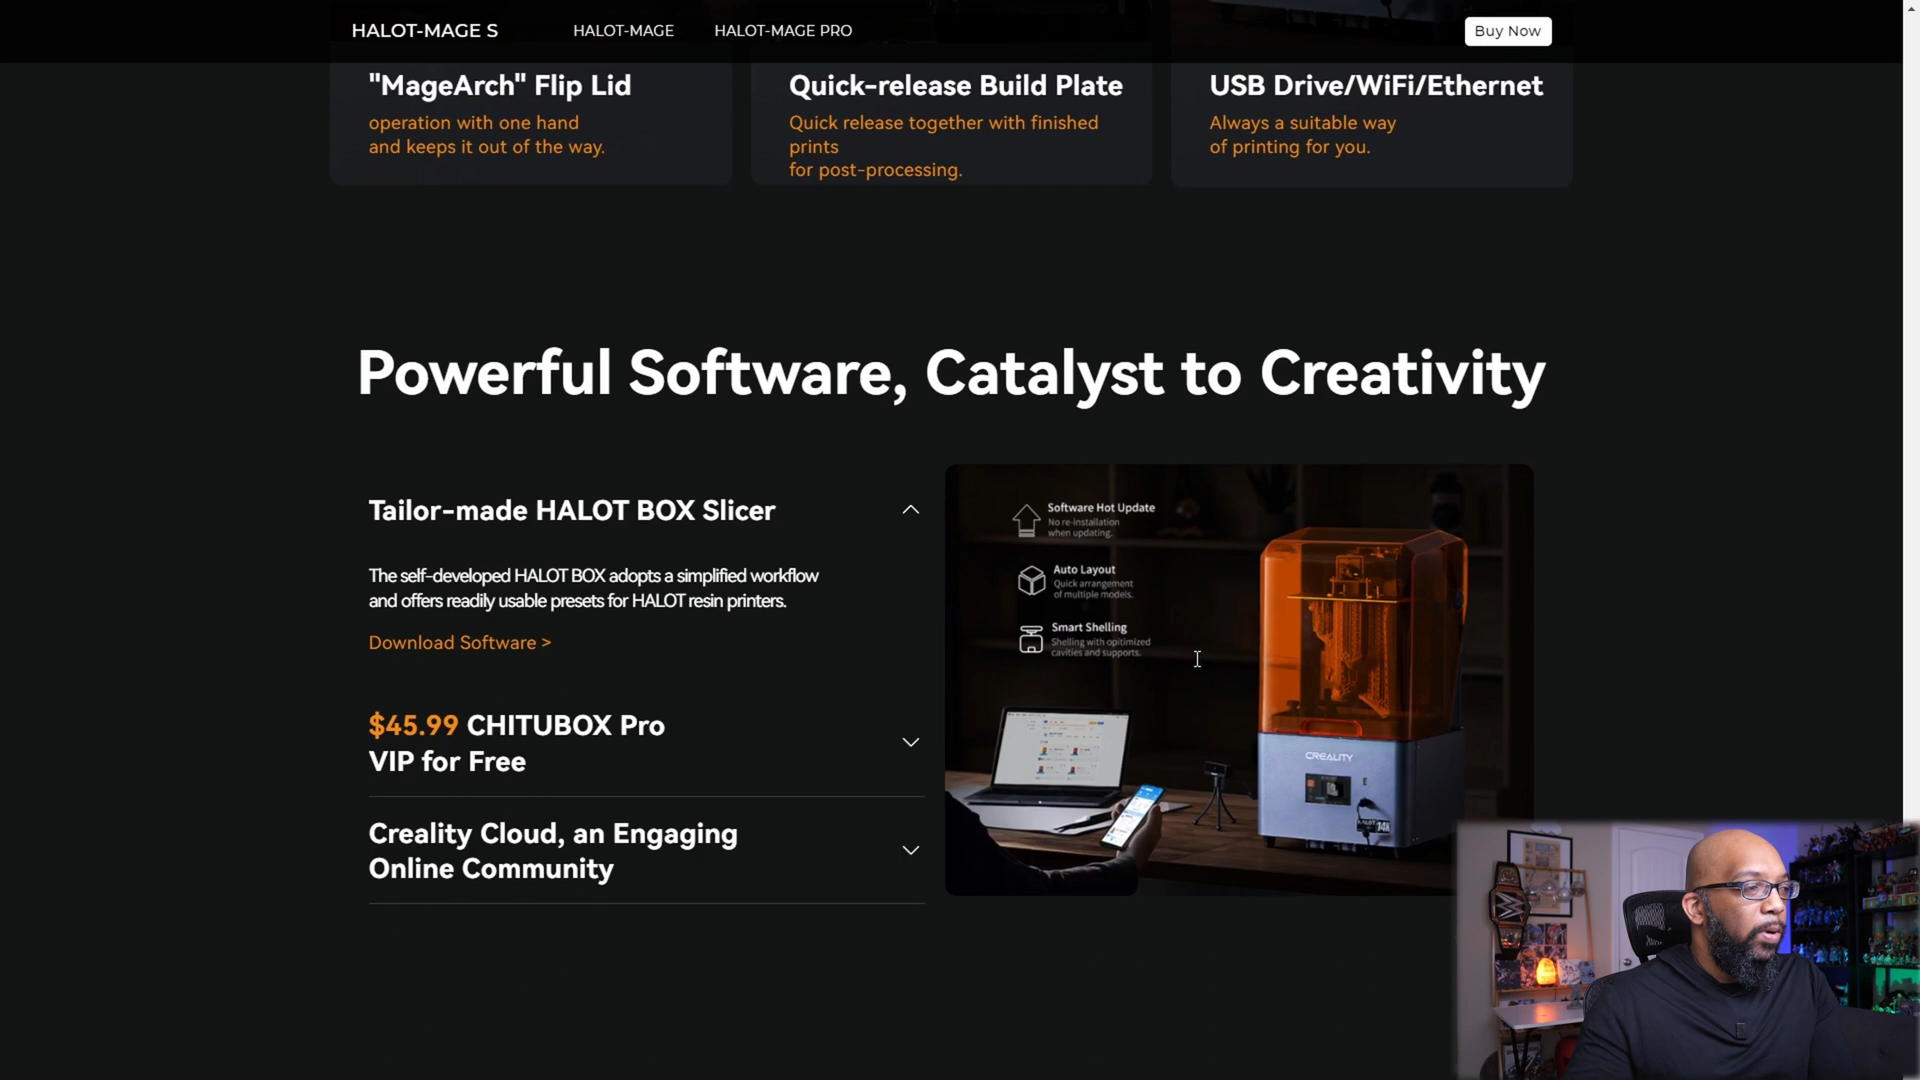 HALOT-MAGE S HALOT-MAGE HALOT-MAGE PRO Buy Now
"MageArch" Flip Lid
operation with one hand
and keeps it out of the way.
Quick-release Build Plate
Quick release together with finished
prints
for post-processing.
USB Drive/WiFi/Ethernet
Always a suitable way
of printing for you.
Powerful Software, Catalyst to Creativity
Tailor-made HALOT BOX Slicer
The self-developed HALOT BOX adopts a simplified workflow
and offers readily usable presets for HALOT resin printers.
Download Software >
$45.99 CHITUBOX Pro
VIP for Free
Creality Cloud, an Engaging
Online Community
Software Hot Update
No re-installation
when updating.
Auto Layout
Quick arrangement
of multiple models.
Smart Shelling
Shelling with opitimized
cavities and supports.
CREALITY
14K